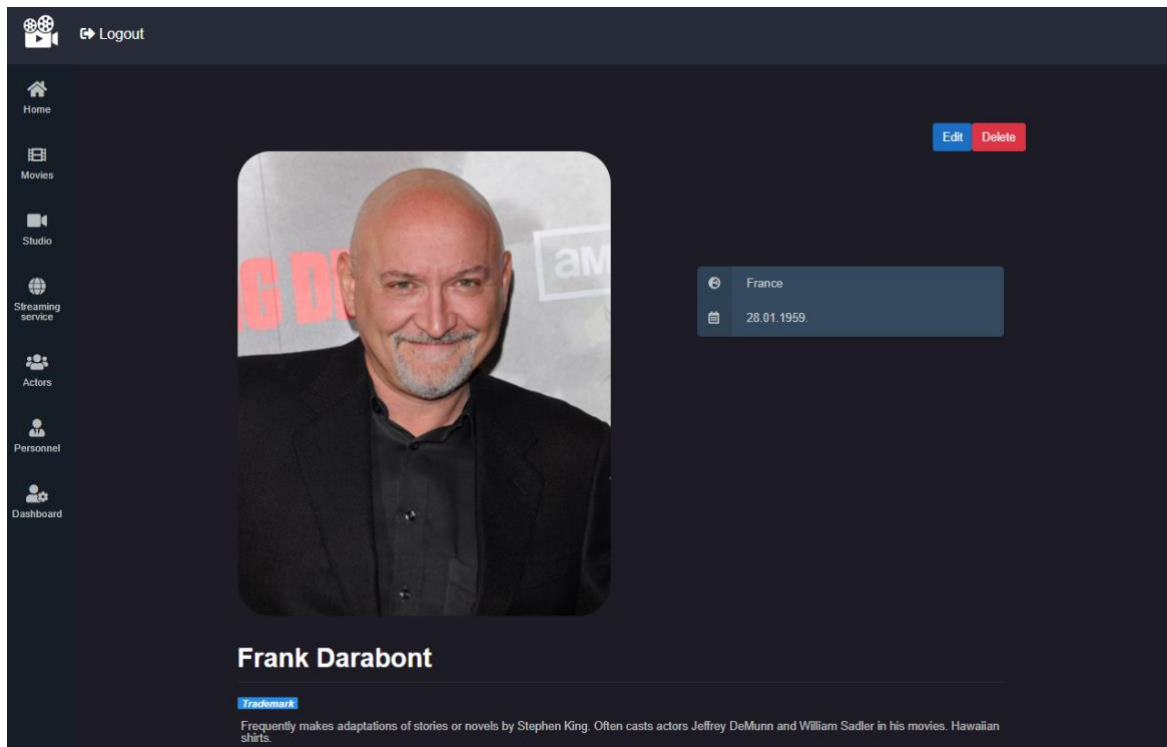 Logout
Home
Movies
Studio
Streaming
service
Actors
Personnel
Dashboard
Edit Delete
G D
aM
France
28.01.1959.
Frank Darabont
Trademark
Frequently makes adaptations of stories or novels by Stephen King. Often casts actors Jeffrey DeMunn and William Sadler in his movies. Hawaiian
shirts.